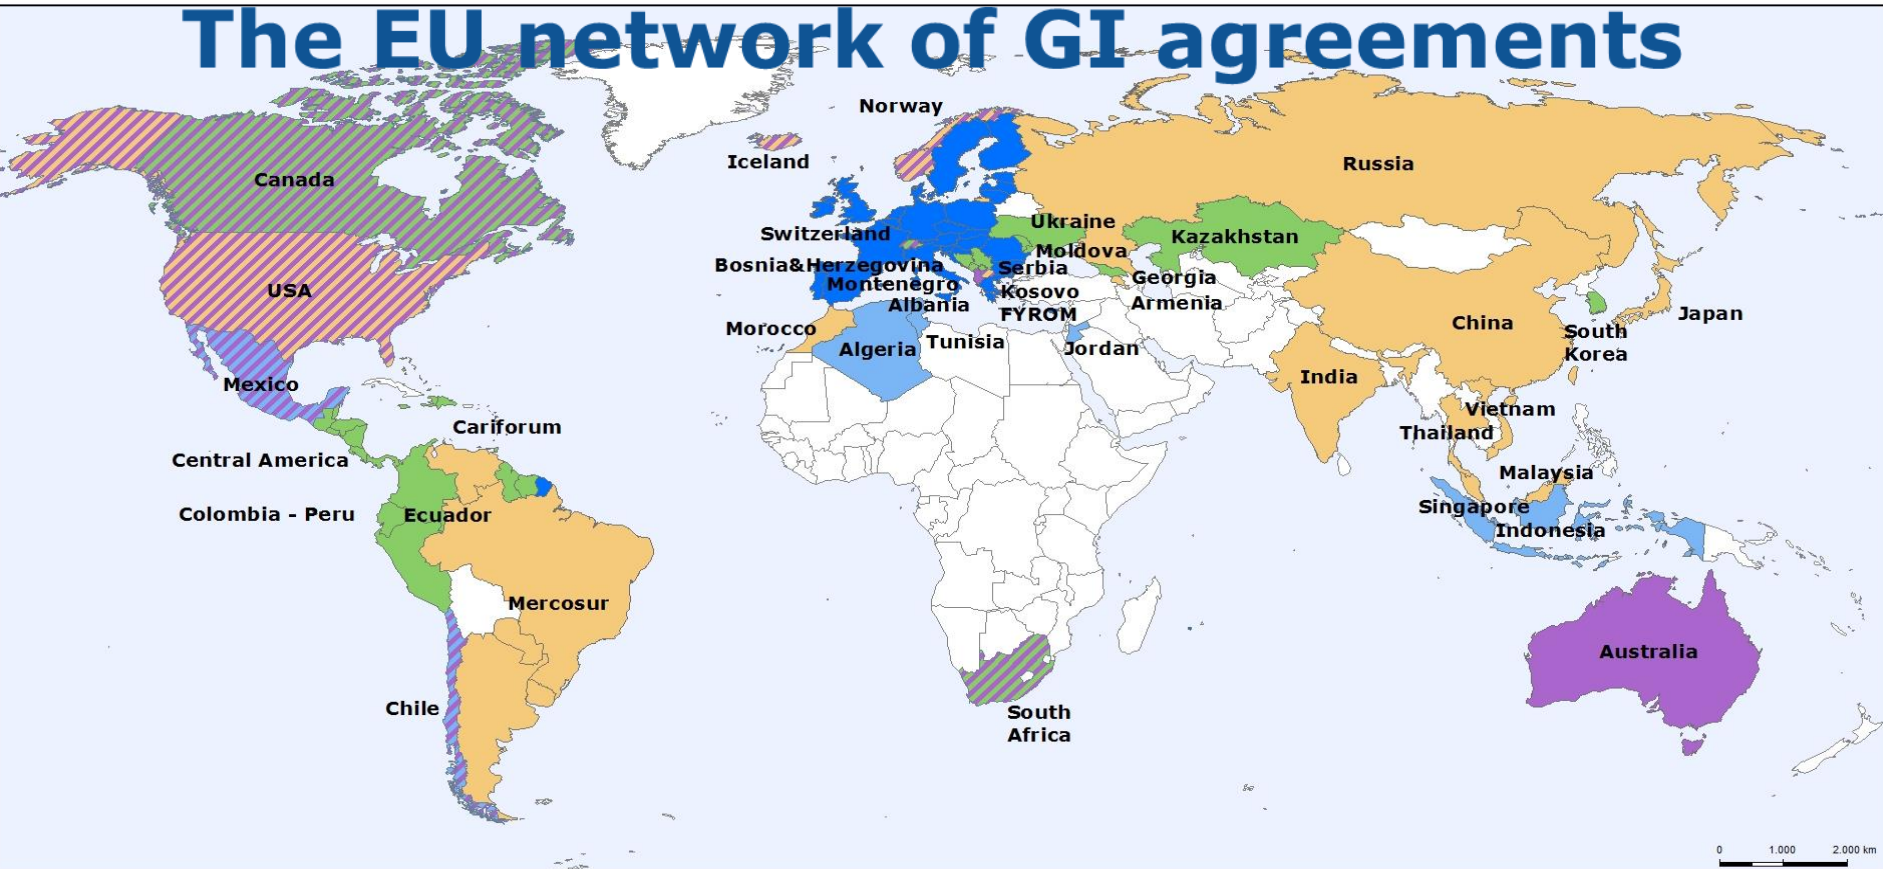 The EU network of GI agreements
Norway
Iceland
Russia
Canada
Ukraine
Switzerland
Kazakhstan
Moldova
Bosnia&Herzegovina
Serbia
Georgia
Montenegro
USA
Kosovo
Albania
Armenia
FYROM
Japan
Morocco
China
South
Korea
Tunisia
Algeria
Jordan
India
Mexico
Vietnam
Cariforum
Thailand
Central America
Malaysia
Singapore
Colombia - Peru
Ecuador
Indonesia
Mercosur
Australia
Chile
South
Africa
0 1.000 2.000 km